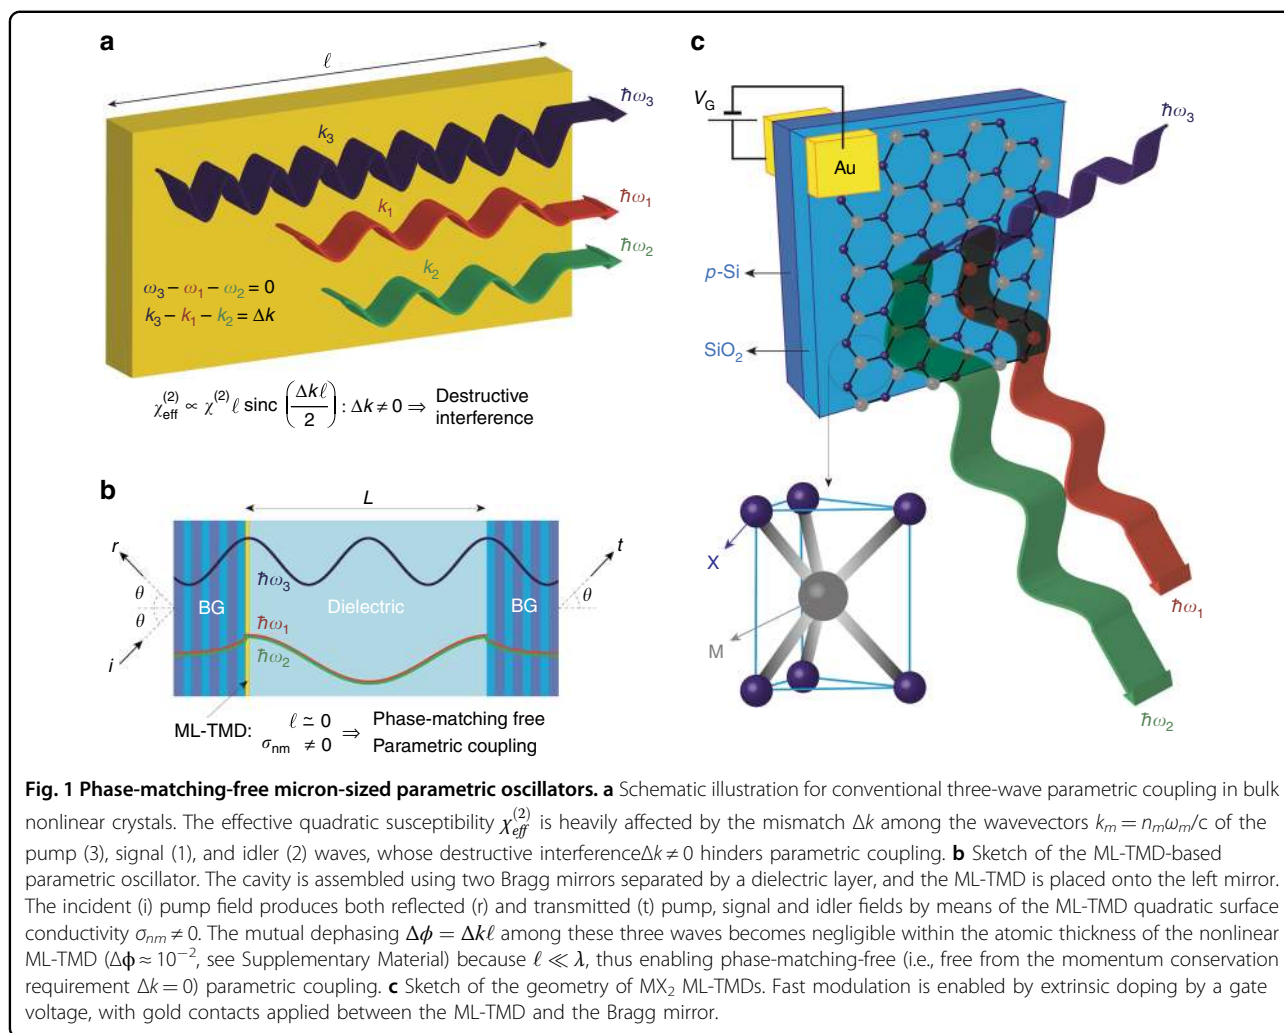 a
ℓ
ħω₃
k₃
k₁
ħω₁
ħω₂
k₂
ω₃ − ω₁ − ω₂ = 0
k₃ − k₁ − k₂ = Δk
χ_eff^(2) ∝ χ^(2) ℓ sinc (Δkℓ/2) : Δk ≠ 0 ⇒ Destructive interference
b
L
r
t
θ
θ
θ
i
BG
ħω₃
Dielectric
BG
ħω₁
ħω₂
ML-TMD: ℓ ≃ 0
σnm ≠ 0 ⇒ Phase-matching free
Parametric coupling
c
VG
Au
ħω₃
p-Si
SiO₂
X
M
ħω₁
ħω₂
Fig. 1 Phase-matching-free micron-sized parametric oscillators. a Schematic illustration for conventional three-wave parametric coupling in bulk
nonlinear crystals. The effective quadratic susceptibility χ_eff^(2) is heavily affected by the mismatch Δk among the wavevectors kₘ = nₘωₘ/c of the
pump (3), signal (1), and idler (2) waves, whose destructive interferenceΔk ≠ 0 hinders parametric coupling. b Sketch of the ML-TMD-based
parametric oscillator. The cavity is assembled using two Bragg mirrors separated by a dielectric layer, and the ML-TMD is placed onto the left mirror.
The incident (i) pump field produces both reflected (r) and transmitted (t) pump, signal and idler fields by means of the ML-TMD quadratic surface
conductivity σnm ≠ 0. The mutual dephasing Δϕ = Δkℓ among these three waves becomes negligible within the atomic thickness of the nonlinear
ML-TMD (Δϕ ≈ 10⁻², see Supplementary Material) because ℓ ≪ λ, thus enabling phase-matching-free (i.e., free from the momentum conservation
requirement Δk = 0) parametric coupling. c Sketch of the geometry of MX₂ ML-TMDs. Fast modulation is enabled by extrinsic doping by a gate
voltage, with gold contacts applied between the ML-TMD and the Bragg mirror.